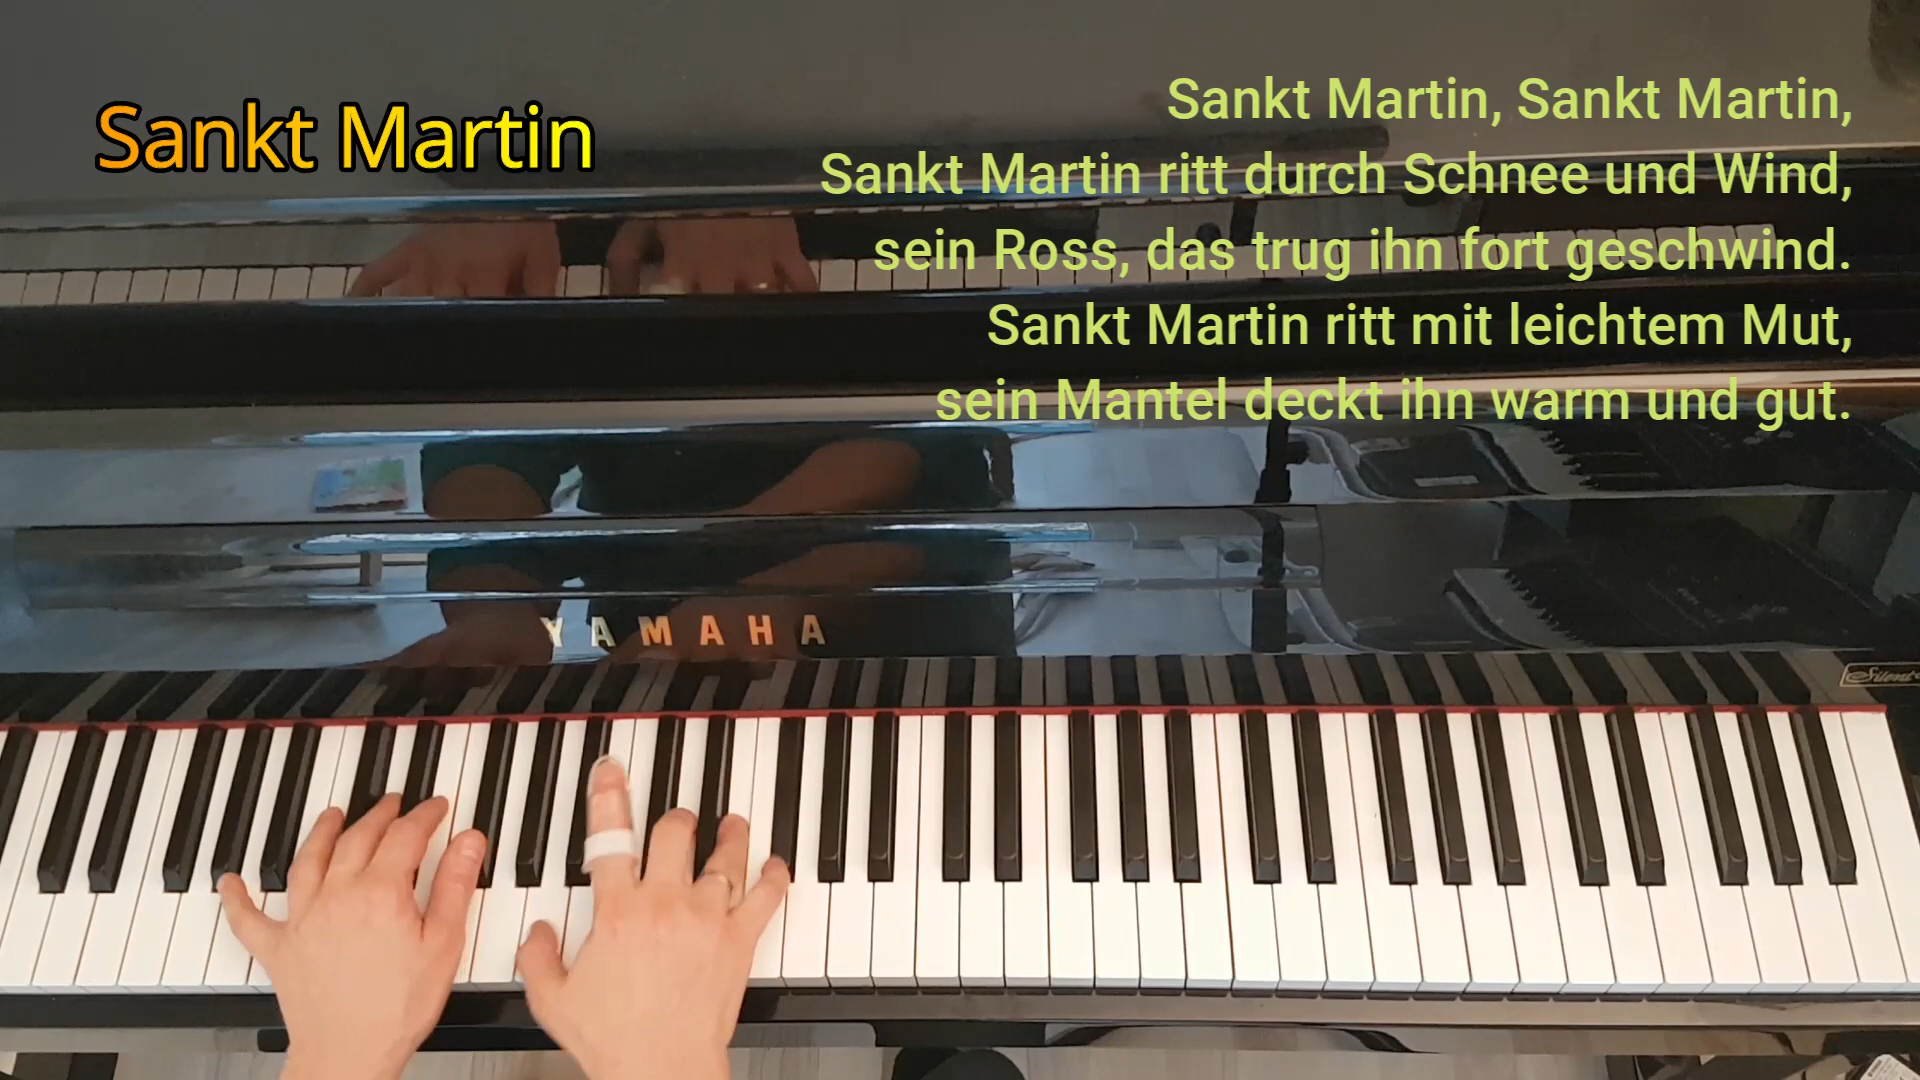 Sankt Martin
Sankt Martin, Sankt Martin,
Sankt Martin ritt durch Schnee und Wind,
sein Ross, das trug ihn fort geschwind.
Sankt Martin ritt mit leichtem Mut,
sein Mantel deckt ihn warm und gut.
YAMAHA
Silent